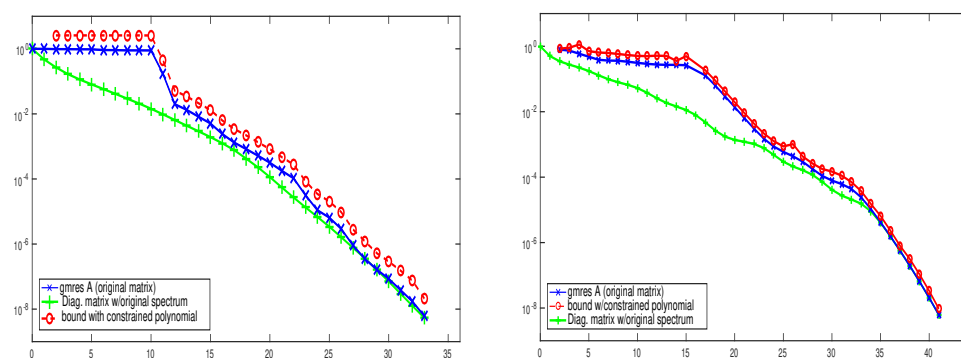 10^0
10^-2
10^-4
10^-6
10^-8
gmres A (original matrix)
Diag. matrix w/original spectrum
bound with constrained polynomial
0 5 10 15 20 25 30 35
10^0
10^-2
10^-4
10^-6
10^-8
gmres A (original matrix)
bound w/constrained polynomial
Diag. matrix w/original spectrum
0 5 10 15 20 25 30 35 40